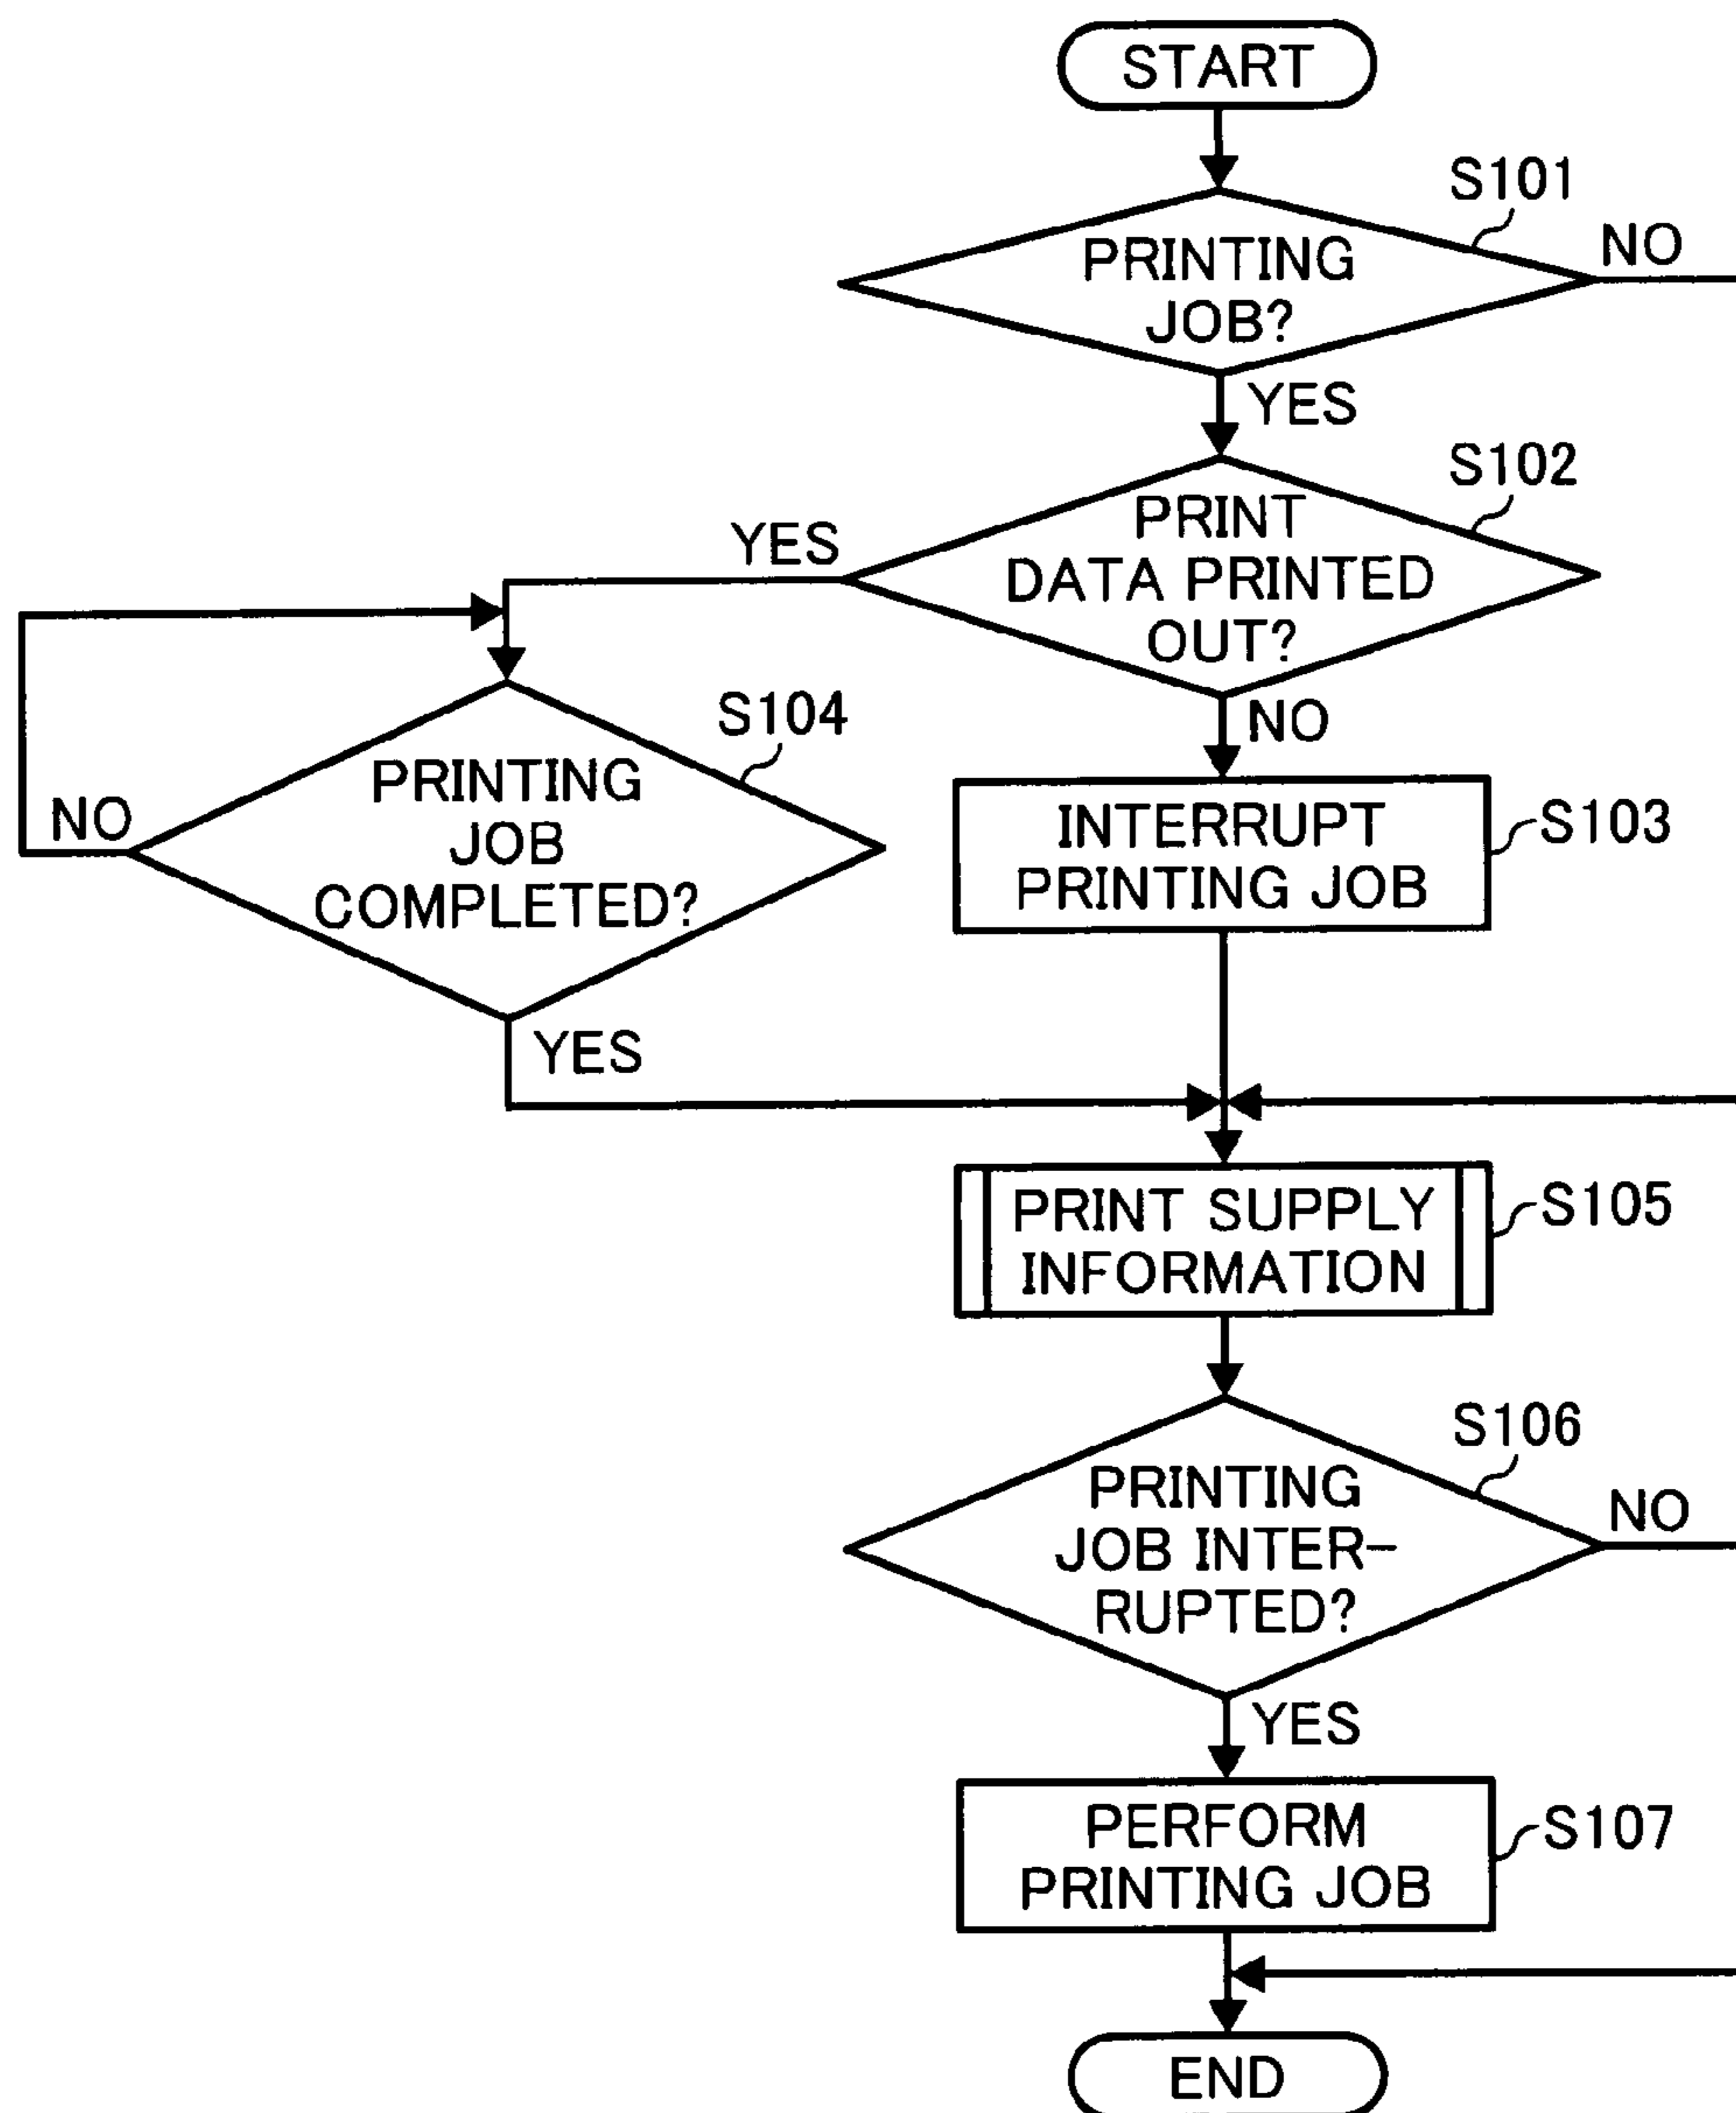 START
S101
PRINTING
JOB?
NO
YES
S102
PRINT
DATA PRINTED
OUT?
YES
NO
S104
PRINTING
JOB
COMPLETED?
NO
YES
INTERRUPT
PRINTING JOB
S103
PRINT SUPPLY
INFORMATION
S105
S106
PRINTING
JOB INTER-
RUPTED?
NO
YES
PERFORM
PRINTING JOB
S107
END